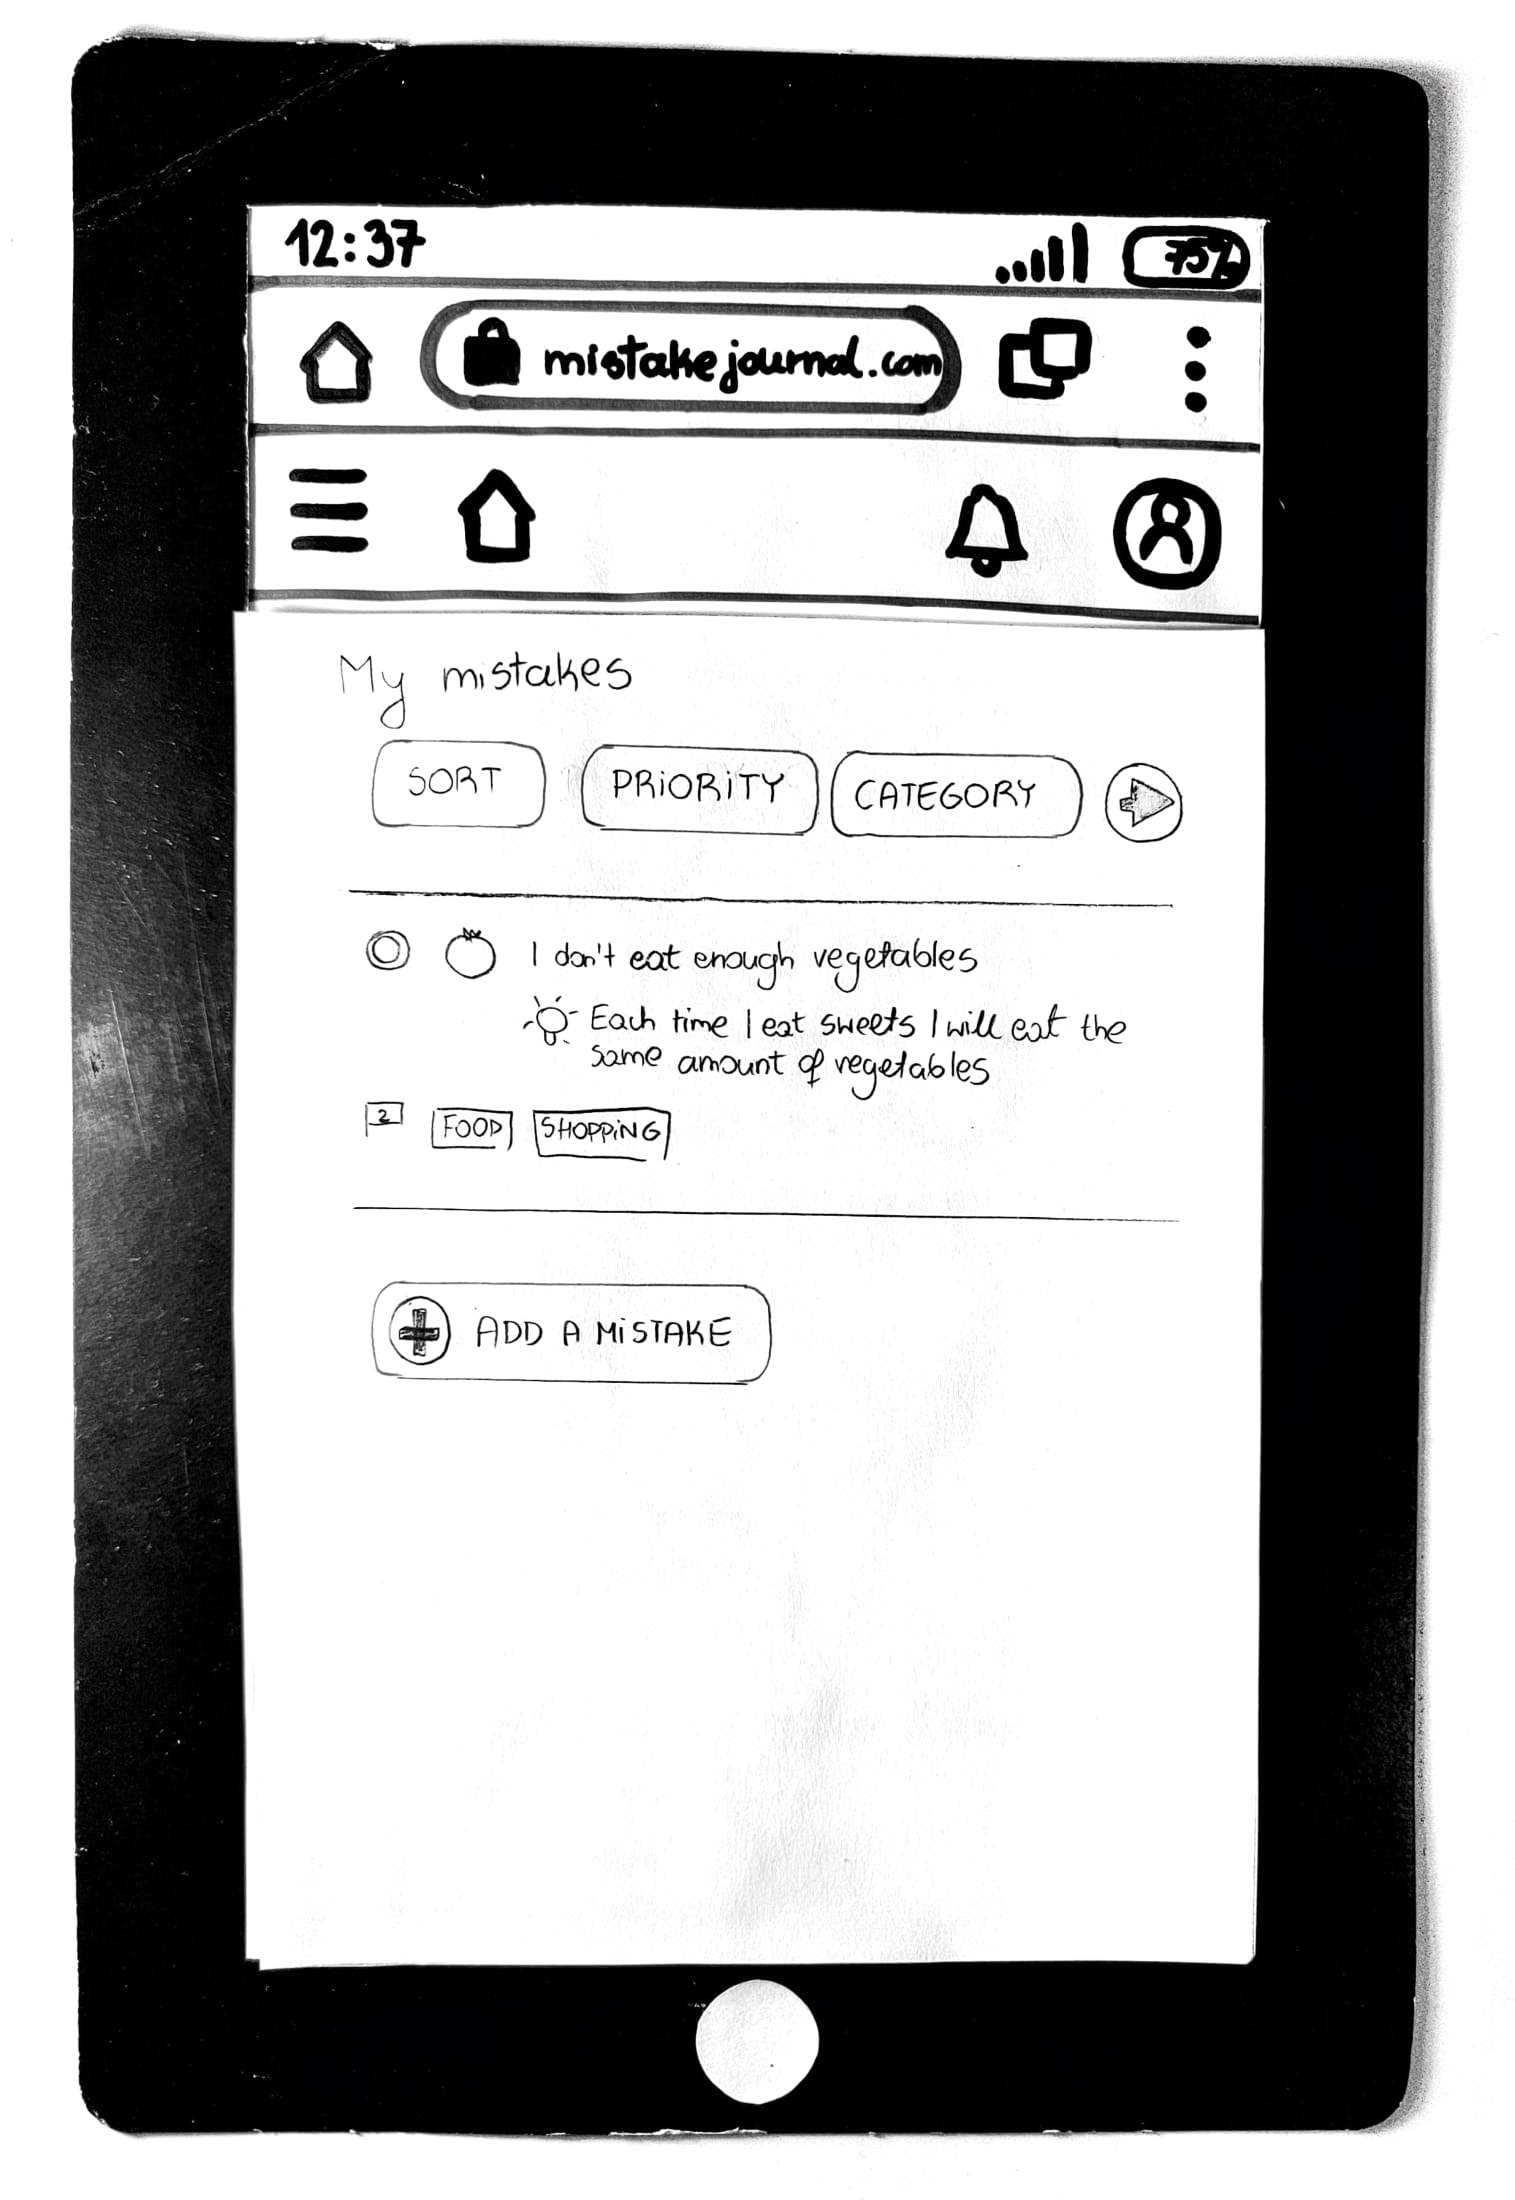 12:37 75%
mistakejournal.com
My mistakes
SORT PRIORITY CATEGORY
I don't eat enough vegetables
Each time I eat sweets I will eat the
same amount of vegetables
2 FOOD SHOPPING
ADD A MISTAKE